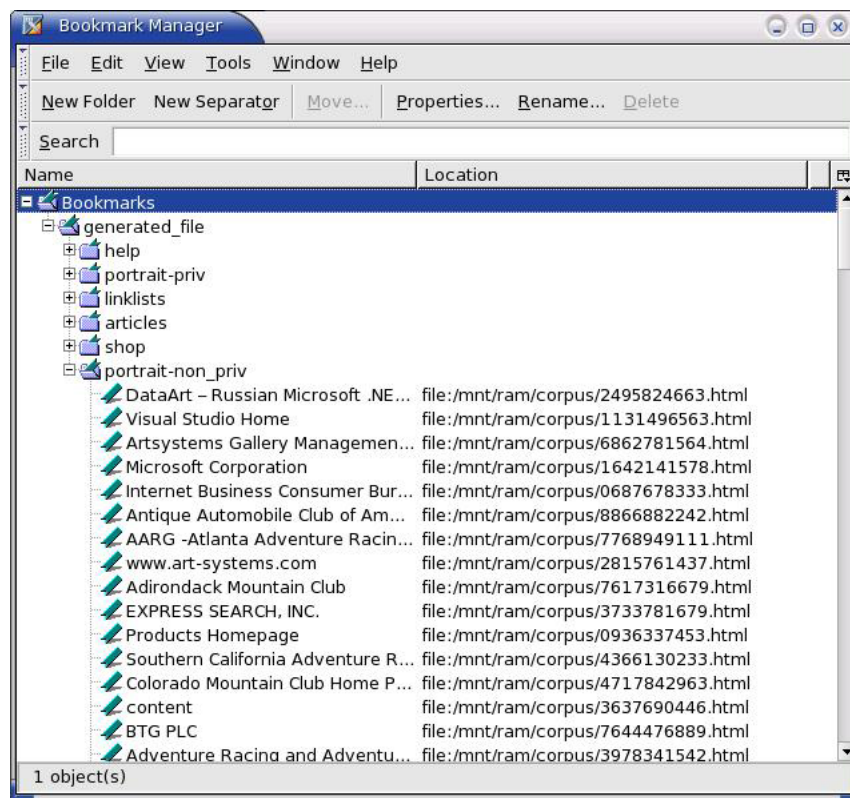 Bookmark Manager
File Edit View Tools Window Help
New Folder New Separator Move... Properties... Rename... Delete
Search
Name Location
Bookmarks
generated_file
help
portrait-priv
linklists
articles
shop
portrait-non_priv
DataArt – Russian Microsoft .NE... file:/mnt/ram/corpus/2495824663.html
Visual Studio Home file:/mnt/ram/corpus/1131496563.html
Artsystems Gallery Managemen... file:/mnt/ram/corpus/6862781564.html
Microsoft Corporation file:/mnt/ram/corpus/1642141578.html
Internet Business Consumer Bur... file:/mnt/ram/corpus/0687678333.html
Antique Automobile Club of Am... file:/mnt/ram/corpus/8866882242.html
AARG -Atlanta Adventure Racin... file:/mnt/ram/corpus/7768949111.html
www.art-systems.com file:/mnt/ram/corpus/2815761437.html
Adirondack Mountain Club file:/mnt/ram/corpus/7617316679.html
EXPRESS SEARCH, INC. file:/mnt/ram/corpus/3733781679.html
Products Homepage file:/mnt/ram/corpus/0936337453.html
Southern California Adventure R... file:/mnt/ram/corpus/4366130233.html
Colorado Mountain Club Home P... file:/mnt/ram/corpus/4717842963.html
content file:/mnt/ram/corpus/3637690446.html
BTG PLC file:/mnt/ram/corpus/7644476889.html
Adventure Racing and Adventu... file:/mnt/ram/corpus/3978341542.html
1 object(s)